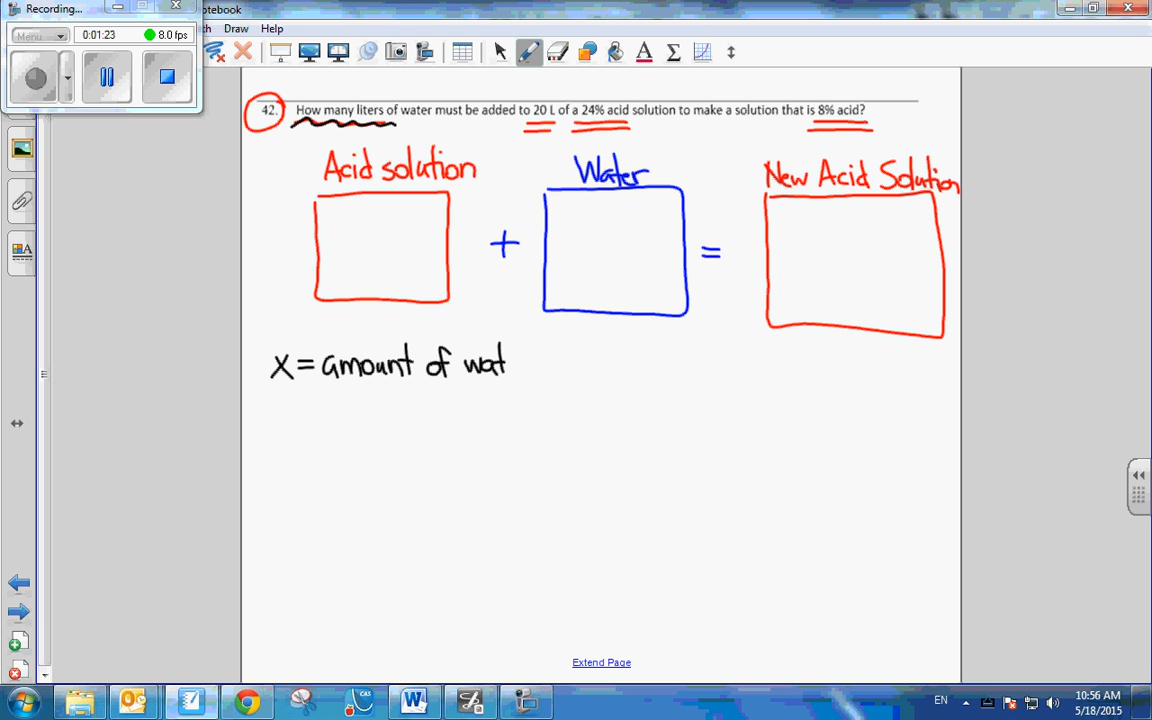 Recording...
otebook
Menu
0:01:23
8.0 fps
th Draw Help
42. How many liters of water must be added to 20 L of a 24% acid solution to make a solution that is 8% acid?
Acid solution
Water
New Acid Solution
+
=
X = amount of wat
Extend Page
CAS
EN
10:56 AM
5/18/2015